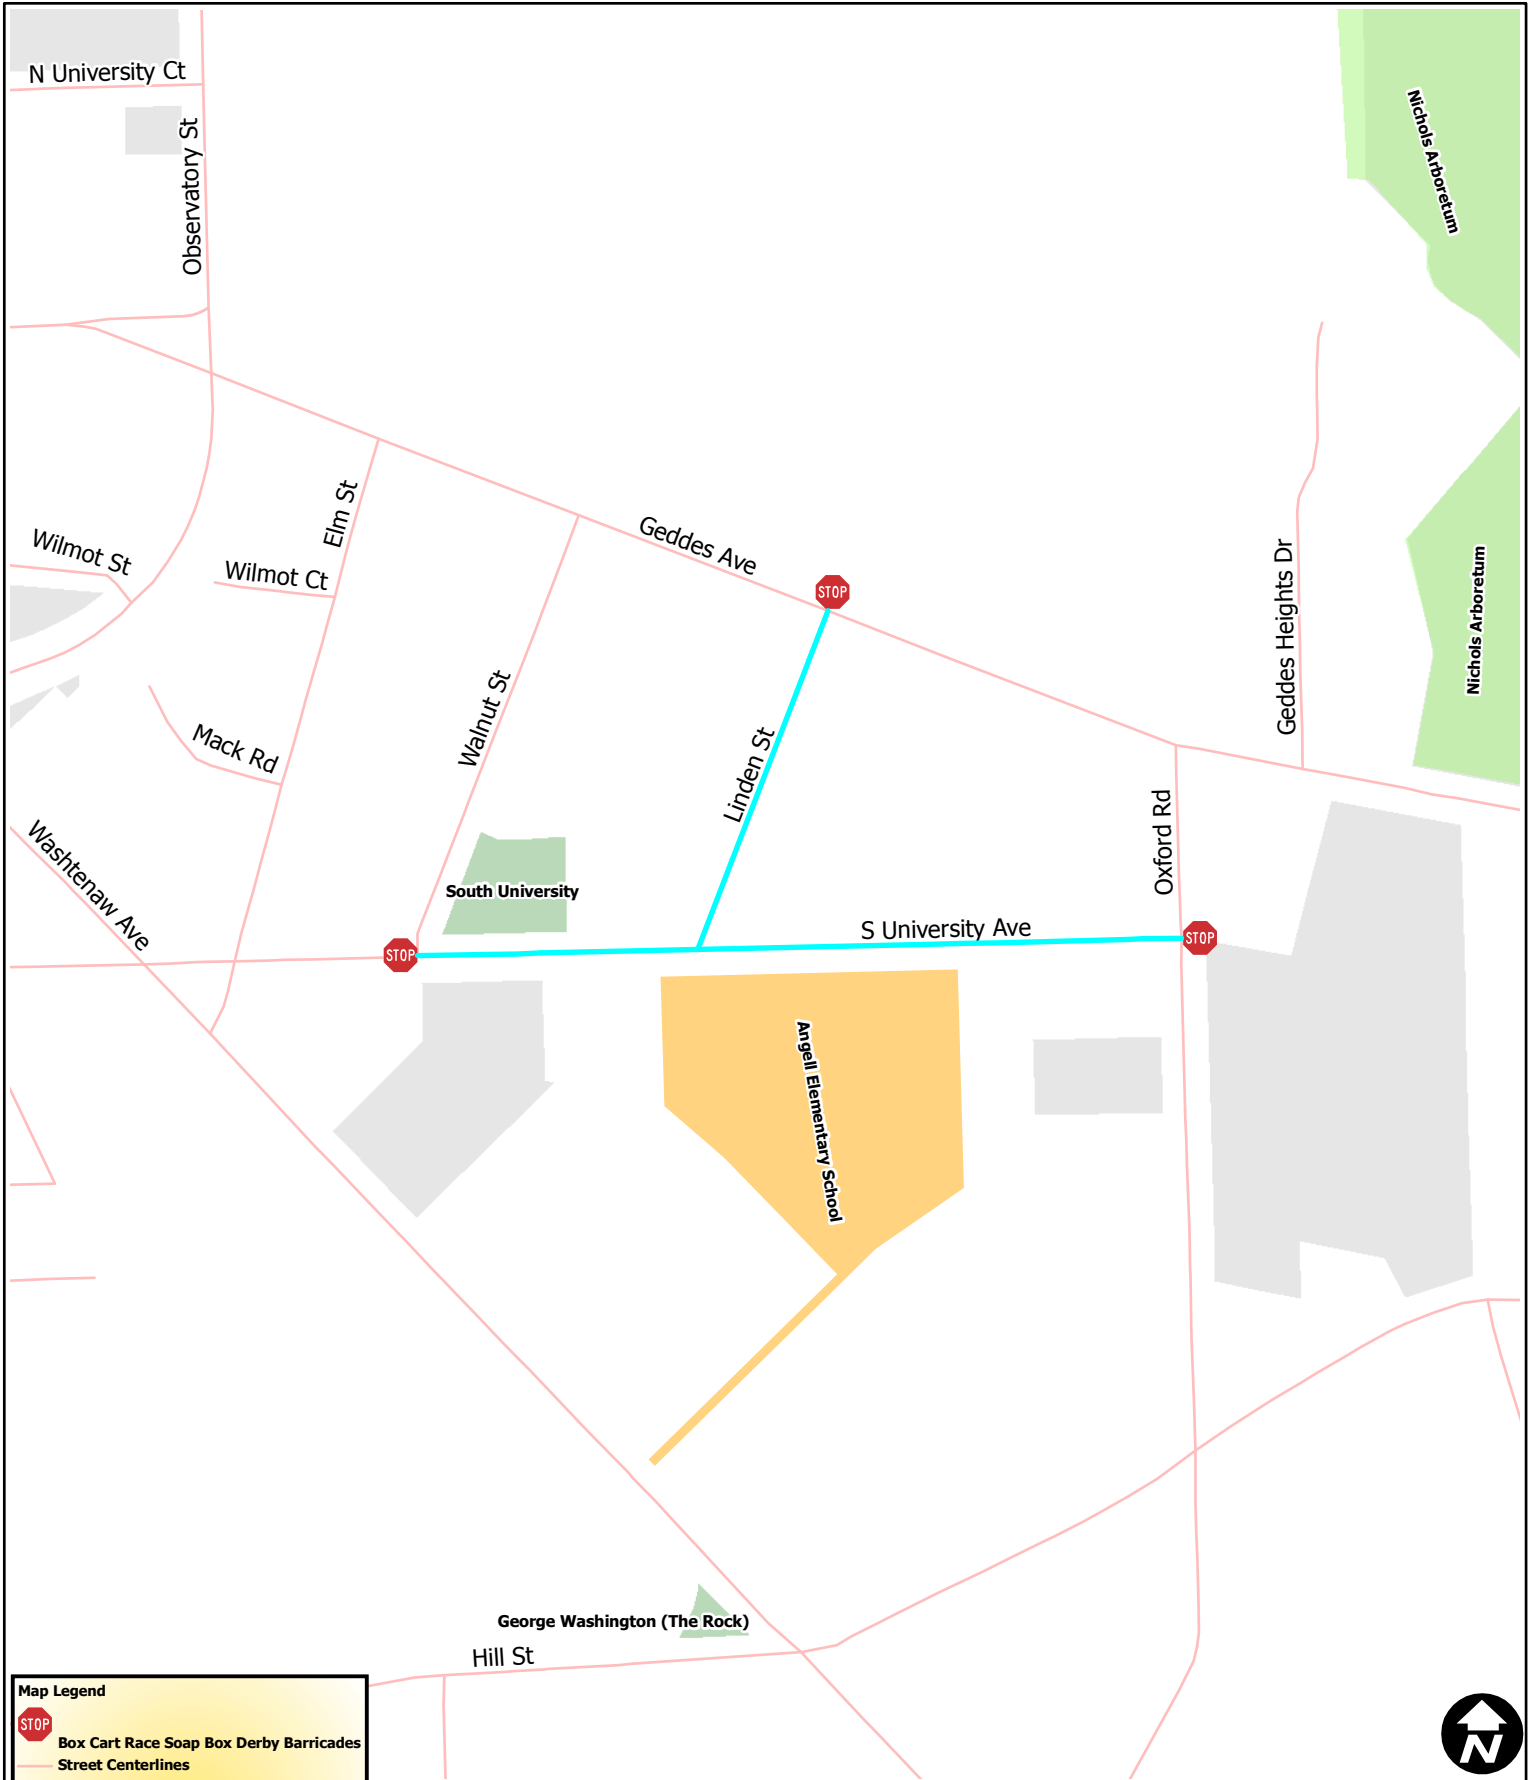 N University Ct
Observatory St
Nichols Arboretum
Elm St
Wilmot St
Wilmot Ct
Geddes Ave
STOP
Geddes Heights Dr
Nichols Arboretum
Walnut St
Mack Rd
Linden St
Oxford Rd
Washtenaw Ave
South University
S University Ave
STOP
STOP
Angell Elementary School
George Washington (The Rock)
Hill St
Map Legend
STOP
Box Cart Race Soap Box Derby Barricades
Street Centerlines
N